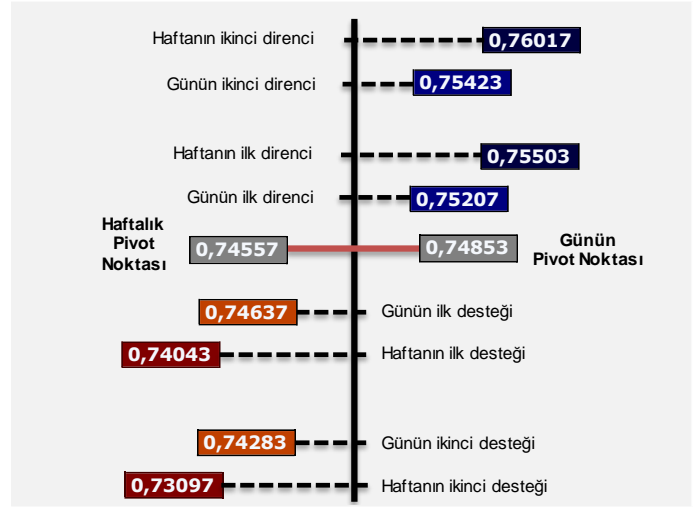 Haftanın ikinci direnci 0,76017
Günün ikinci direnci 0,75423
Haftanın ilk direnci 0,75503
Günün ilk direnci 0,75207
Haftalık
Pivot
Noktası
0,74557
0,74853
Günün
Pivot Noktası
0,74637 Günün ilk desteği
0,74043 Haftanın ilk desteği
0,74283 Günün ikinci desteği
0,73097 Haftanın ikinci desteği